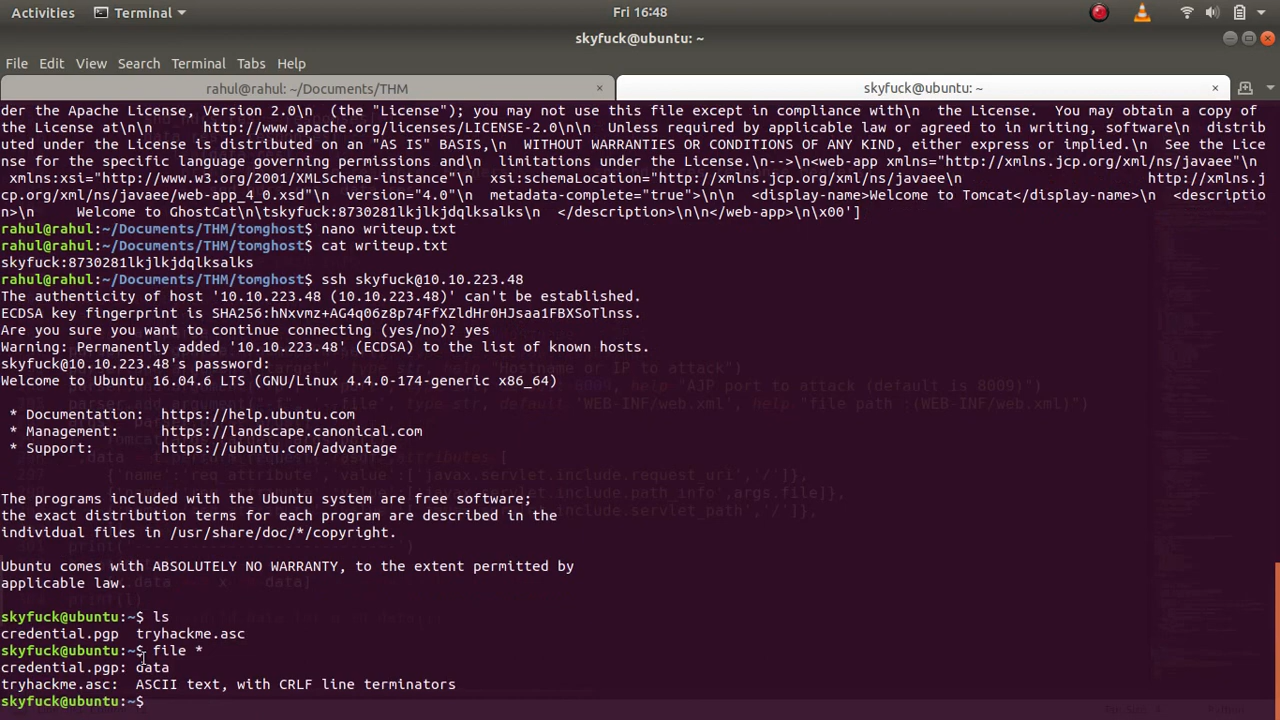 Activities Terminal Fri 16:48
skyfuck@ubuntu: ~
File Edit View Search Terminal Tabs Help
rahul@rahul: ~/Documents/THM × skyfuck@ubuntu: ~ ×
der the Apache License, Version 2.0\n (the "License"); you may not use this file except in compliance with\n the License. You may obtain a copy of
the License at\n\n http://www.apache.org/licenses/LICENSE-2.0\n\n Unless required by applicable law or agreed to in writing, software\n distrib
uted under the License is distributed on an "AS IS" BASIS,\n WITHOUT WARRANTIES OR CONDITIONS OF ANY KIND, either express or implied.\n See the Lice
nse for the specific language governing permissions and\n limitations under the License.\n-->\n<web-app xmlns="http://xmlns.jcp.org/xml/ns/javaee"\n
xmlns:xsi="http://www.w3.org/2001/XMLSchema-instance"\n xsi:schemaLocation="http://xmlns.jcp.org/xml/ns/javaee\n http://xmlns.j
cp.org/xml/ns/javaee/web-app_4_0.xsd"\n version="4.0"\n metadata-complete="true">\n\n <display-name>Welcome to Tomcat</display-name>\n <descriptio
n>\n Welcome to GhostCat\n\tskyfuck:8730281lkjlkjdqlksalks\n </description>\n\n</web-app>\n\x00']
rahul@rahul:~/Documents/THM/tomghost$ nano writeup.txt
rahul@rahul:~/Documents/THM/tomghost$ cat writeup.txt
skyfuck:8730281lkjlkjdqlksalks
rahul@rahul:~/Documents/THM/tomghost$ ssh skyfuck@10.10.223.48
The authenticity of host '10.10.223.48 (10.10.223.48)' can't be established.
ECDSA key fingerprint is SHA256:hNxvmz+AG4q06z8p74FfXZldHr0HJsaa1FBXSoTlnss.
Are you sure you want to continue connecting (yes/no)? yes
Warning: Permanently added '10.10.223.48' (ECDSA) to the list of known hosts.
skyfuck@10.10.223.48's password:
Welcome to Ubuntu 16.04.6 LTS (GNU/Linux 4.4.0-174-generic x86_64)
* Documentation: https://help.ubuntu.com
* Management: https://landscape.canonical.com
* Support: https://ubuntu.com/advantage
The programs included with the Ubuntu system are free software;
the exact distribution terms for each program are described in the
individual files in /usr/share/doc/*/copyright.
Ubuntu comes with ABSOLUTELY NO WARRANTY, to the extent permitted by
applicable law.
skyfuck@ubuntu:~$ ls
credential.pgp tryhackme.asc
skyfuck@ubuntu:~$ file *
credential.pgp: data
tryhackme.asc: ASCII text, with CRLF line terminators
skyfuck@ubuntu:~$